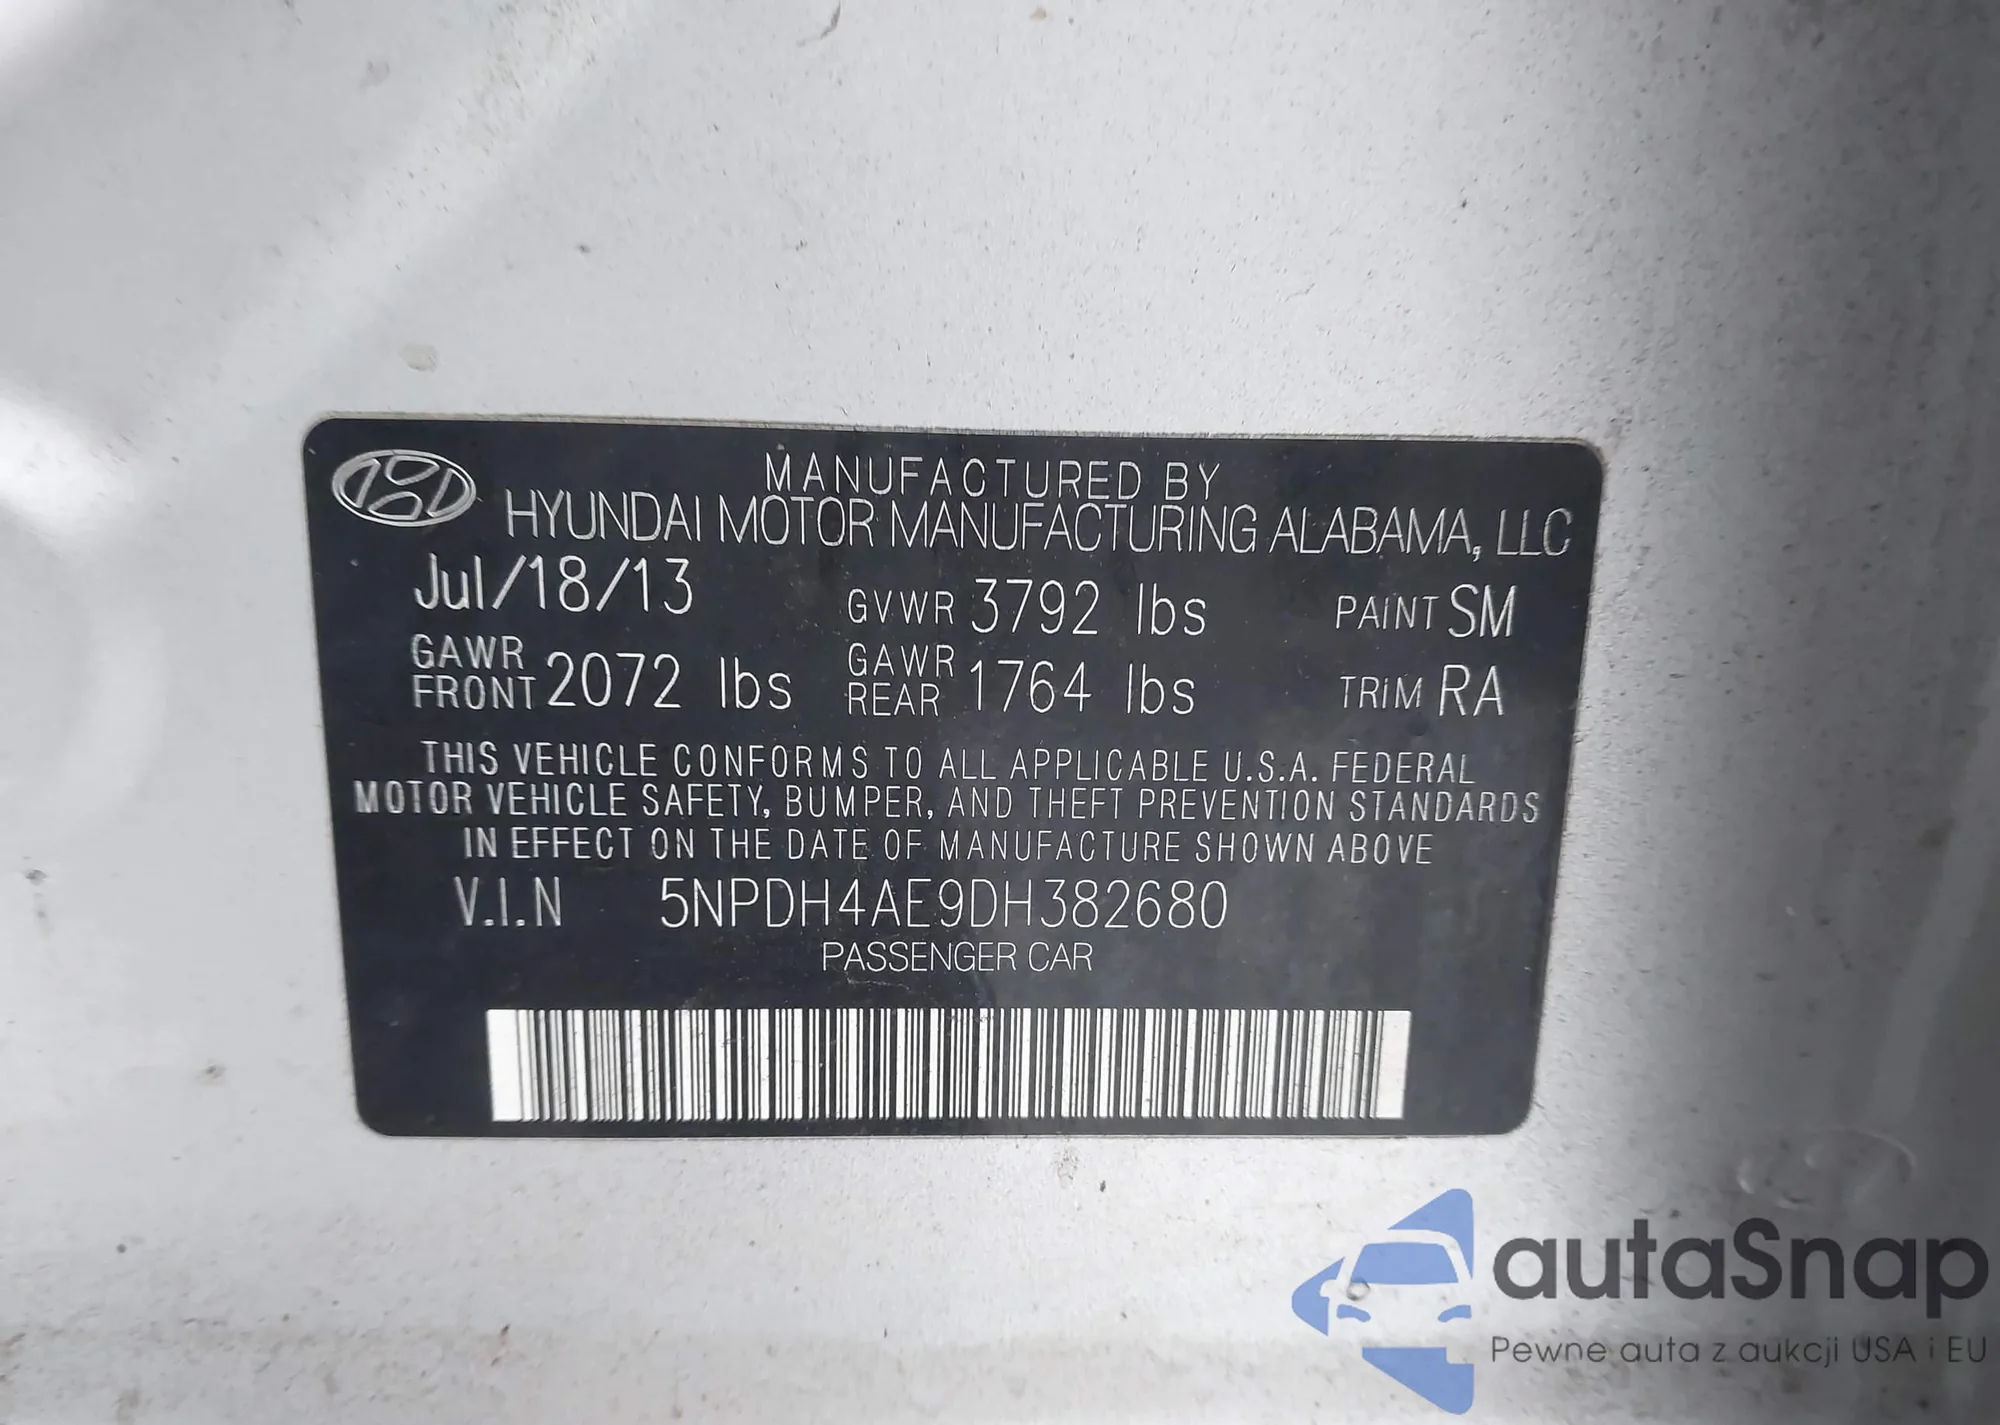 MANUFACTURED BY
HYUNDAI MOTOR MANUFACTURING ALABAMA, LLC
Jul/18/13 GVWR 3792 lbs PAINT SM
GAWR FRONT 2072 lbs GAWR REAR 1764 lbs TRIM RA
THIS VEHICLE CONFORMS TO ALL APPLICABLE U.S.A. FEDERAL
MOTOR VEHICLE SAFETY, BUMPER, AND THEFT PREVENTION STANDARDS
IN EFFECT ON THE DATE OF MANUFACTURE SHOWN ABOVE
V.I.N 5NPDH4AE9DH382680
PASSENGER CAR
autaSnap
Pewne auta z aukcji USA i EU